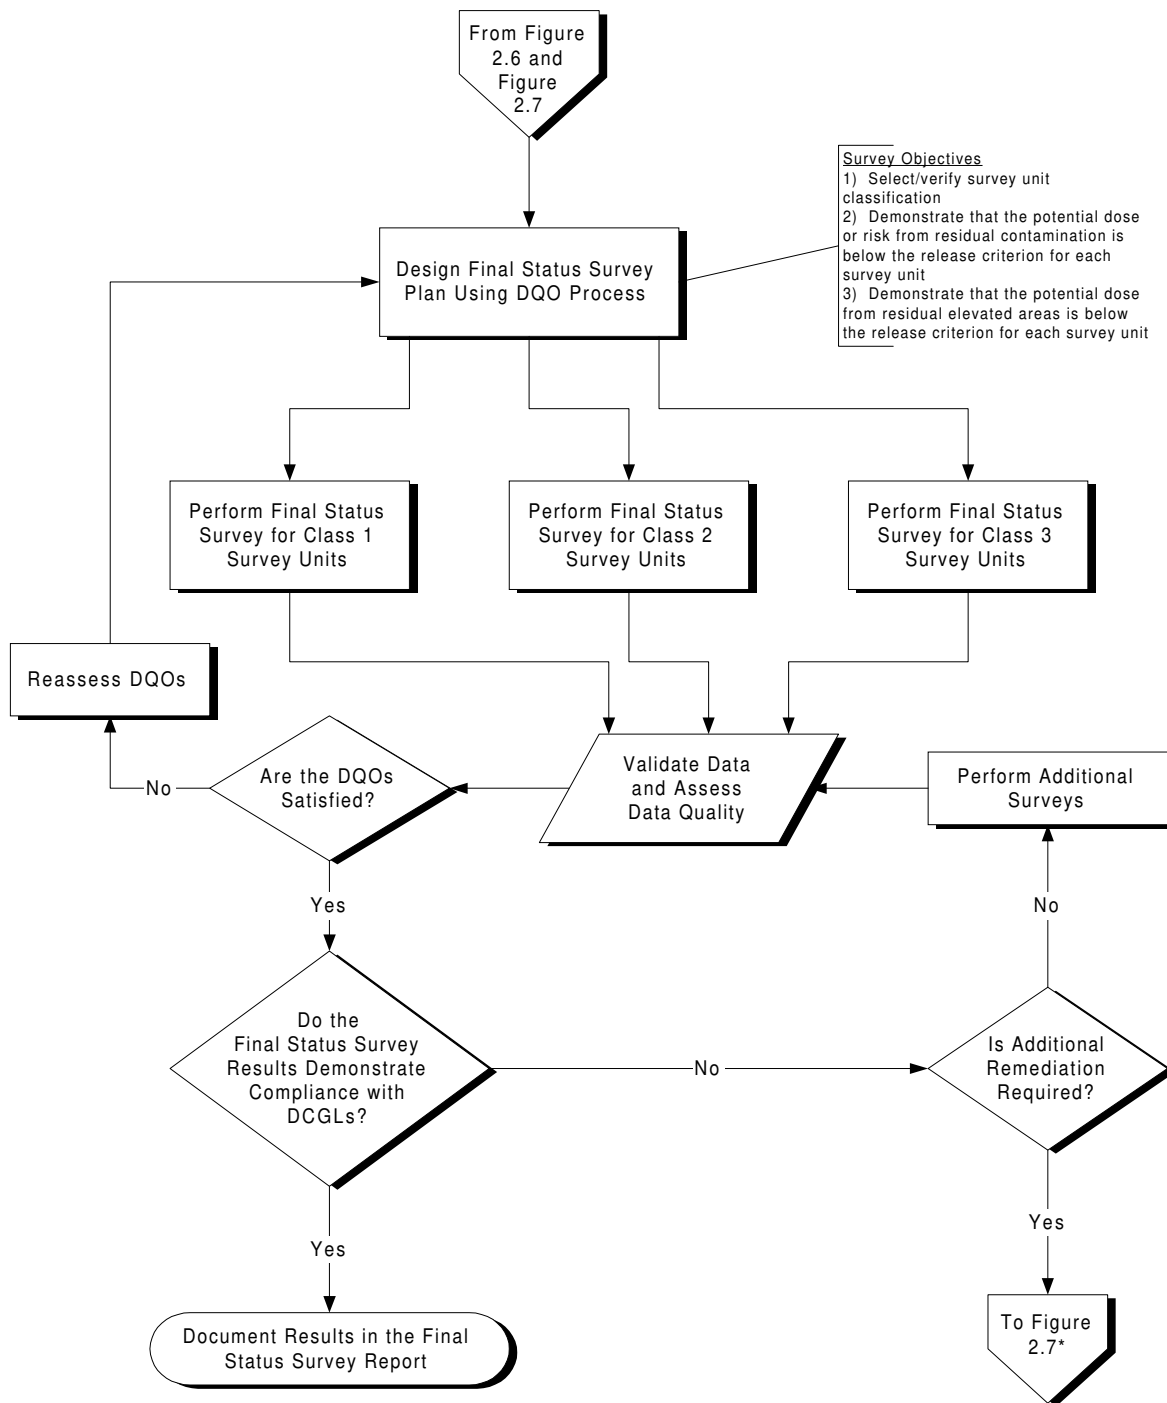 From Figure
2.6 and
Figure
2.7
Survey Objectives
1) Select/verify survey unit
classification
2) Demonstrate that the potential dose
or risk from residual contamination is
below the release criterion for each
survey unit
3) Demonstrate that the potential dose
from residual elevated areas is below
the release criterion for each survey unit
Design Final Status Survey
Plan Using DQO Process
Perform Final Status
Survey for Class 1
Survey Units
Perform Final Status
Survey for Class 2
Survey Units
Perform Final Status
Survey for Class 3
Survey Units
Reassess DQOs
No
Are the DQOs
Satisfied?
Validate Data
and Assess
Data Quality
Perform Additional
Surveys
Yes
No
Do the
Final Status Survey
Results Demonstrate
Compliance with
DCGLs?
No
Is Additional
Remediation
Required?
Yes
Yes
Document Results in the Final
Status Survey Report
To Figure
2.7*